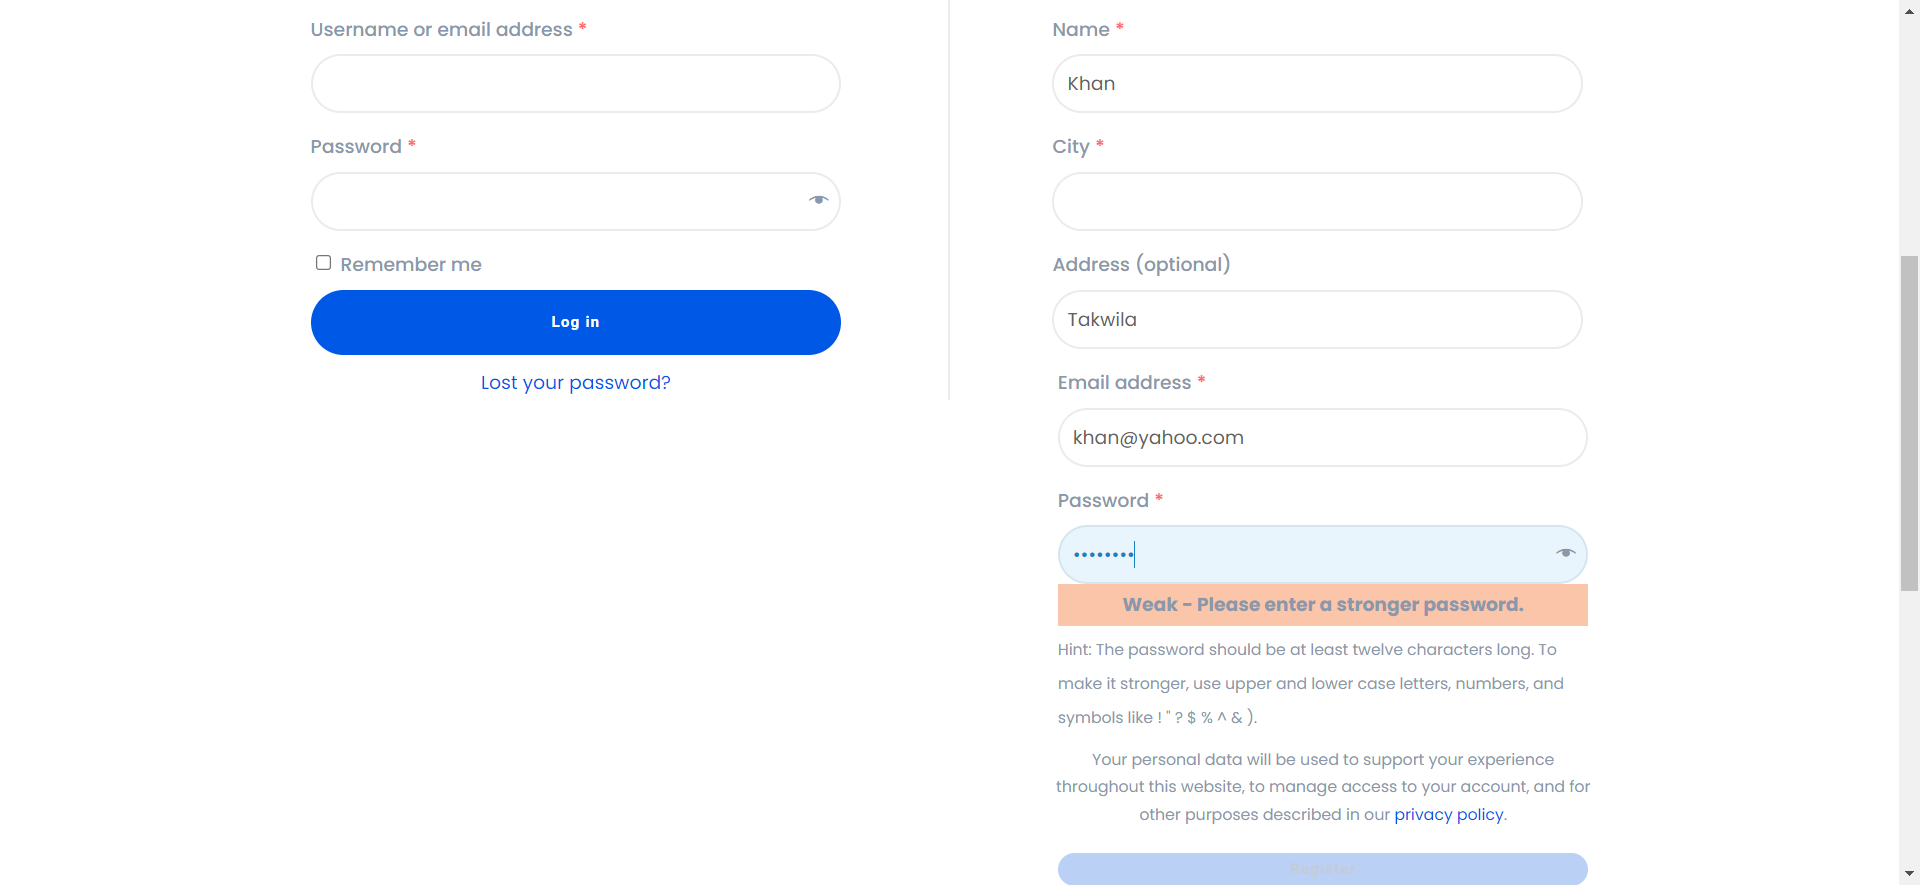 Username or email address *
Password *
Remember me
Log in
Lost your password?
Name *
Khan
City *
Address (optional)
Takwila
Email address *
khan@yahoo.com
Password *
••••••••
Weak - Please enter a stronger password.
Hint: The password should be at least twelve characters long. To
make it stronger, use upper and lower case letters, numbers, and
symbols like ! " ? $ % ^ & ).
Your personal data will be used to support your experience
throughout this website, to manage access to your account, and for
other purposes described in our privacy policy.
Register